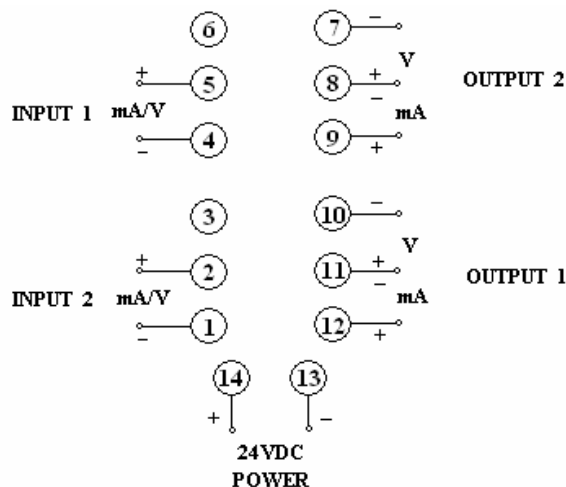 6 7 −
+ 5 8 + V OUTPUT 2
INPUT 1 mA/V − mA
− 4 9 +
3 10 −
+ 2 11 + V
INPUT 2 mA/V − mA OUTPUT 1
− 1 12 +
14 13
+ −
24VDC
POWER